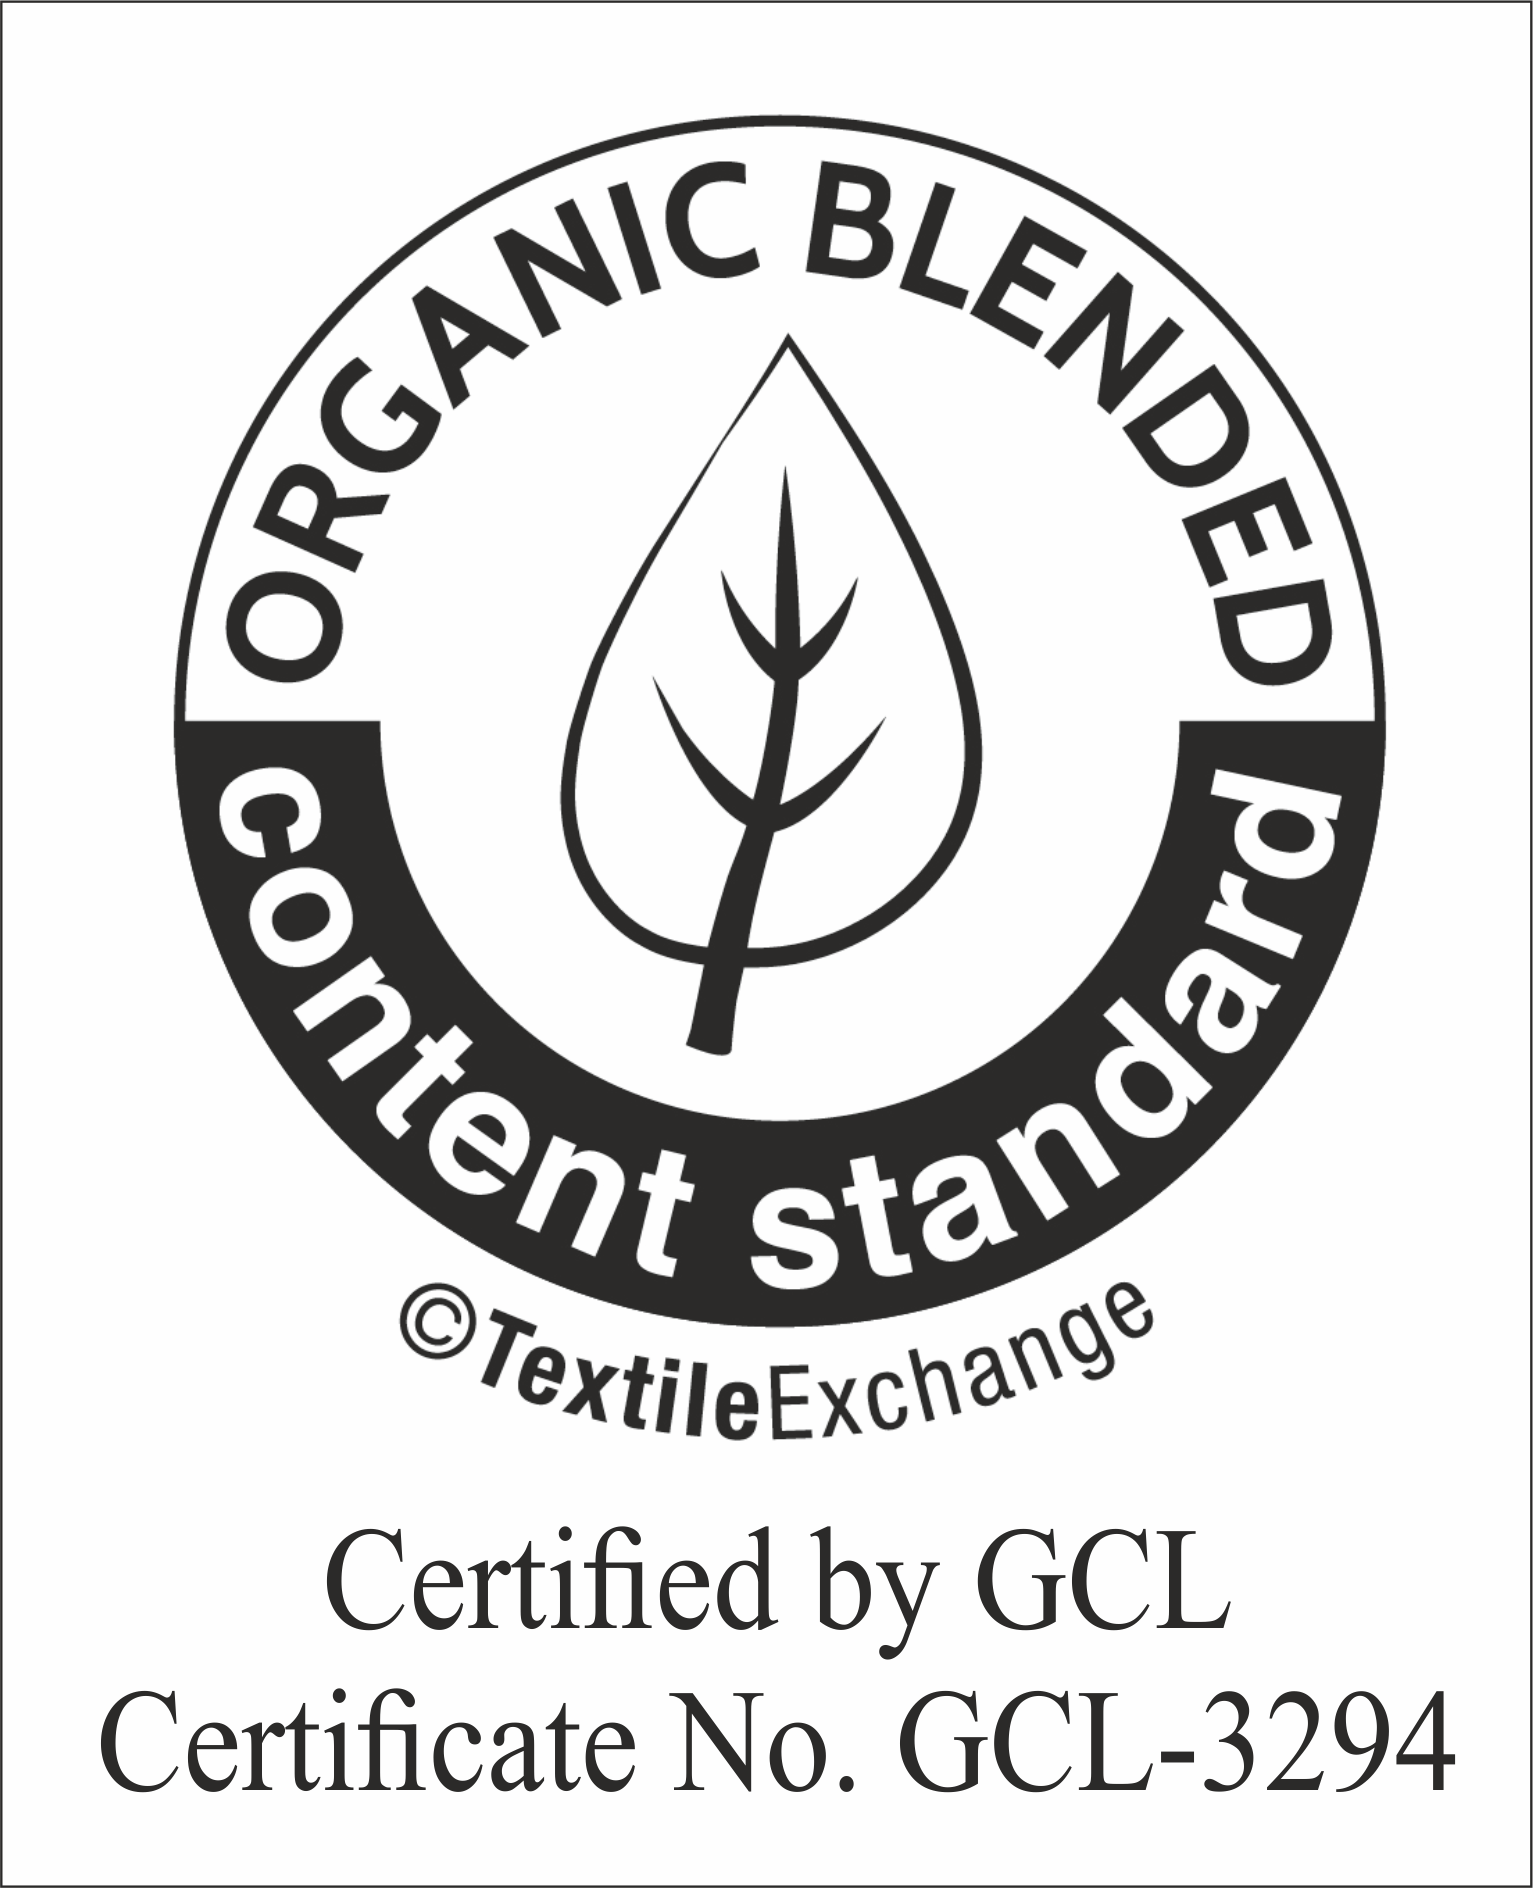 ORGANIC BLENDED
content standard
©TextileExchange
Certified by GCL
Certificate No. GCL-3294